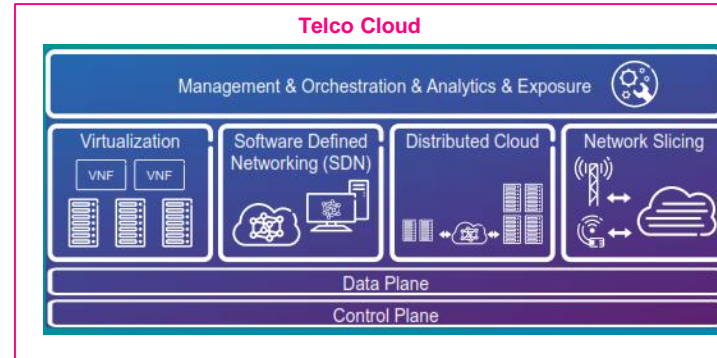 Telco Cloud
Management & Orchestration & Analytics & Exposure
Virtualization
VNF
VNF
Software Defined
Networking (SDN)
Distributed Cloud
Network Slicing
Data Plane
Control Plane